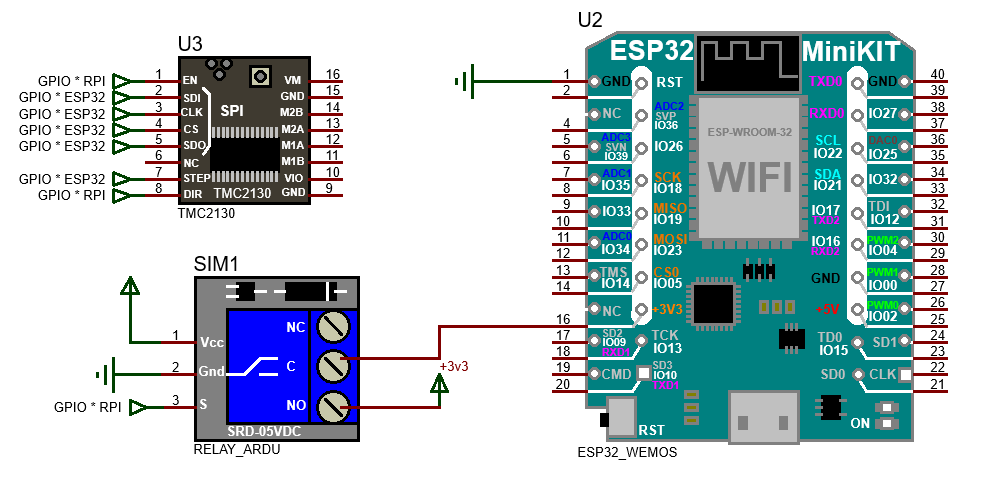 U3
GPIO * RPI 1 EN VM 16
GPIO * ESP32 2 SDI GND 15
GPIO * ESP32 3 CLK SPI M2B 14
GPIO * ESP32 4 CS M2A 13
GPIO * ESP32 5 SDO M1A 12
6 NC M1B 11
GPIO * ESP32 7 STEP VIO 10
GPIO * RPI 8 DIR TMC2130 GND 9
TMC2130
SIM1
NC
1 Vcc
2 Gnd C
GPIO * RPI 3 S NO
SRD-05VDC
RELAY_ARDU
+3v3
U2
ESP32 MiniKIT
1 GND RST TXD0 GND 40
2 39
NC ADC2 SVP IO36 RXD0 IO27 38
4 37
5 ADC3 SVN IO39 IO26 SCL IO22 DAC0 IO25 36
6 35
7 ADC1 IO35 SCK IO18 SDA IO21 IO32 34
8 33
9 IO33 MISO IO19 IO17 TXD2 TDI IO12 32
10 31
11 ADC0 IO34 MOSI IO23 IO16 RXD2 PWM2 IO04 30
12 29
13 TMS IO14 CS0 IO05 GND PWM1 IO00 28
14 27
NC +3V3 +5V PWM0 IO02 26
16 25
17 SD2 IO09 RXD1 TCK IO13 TD0 IO15 SD1 24
18 23
19 CMD SD3 IO10 TXD1 SD0 CLK 22
20 21
ESP-WROOM-32
WIFI
RST ON
ESP32_WEMOS